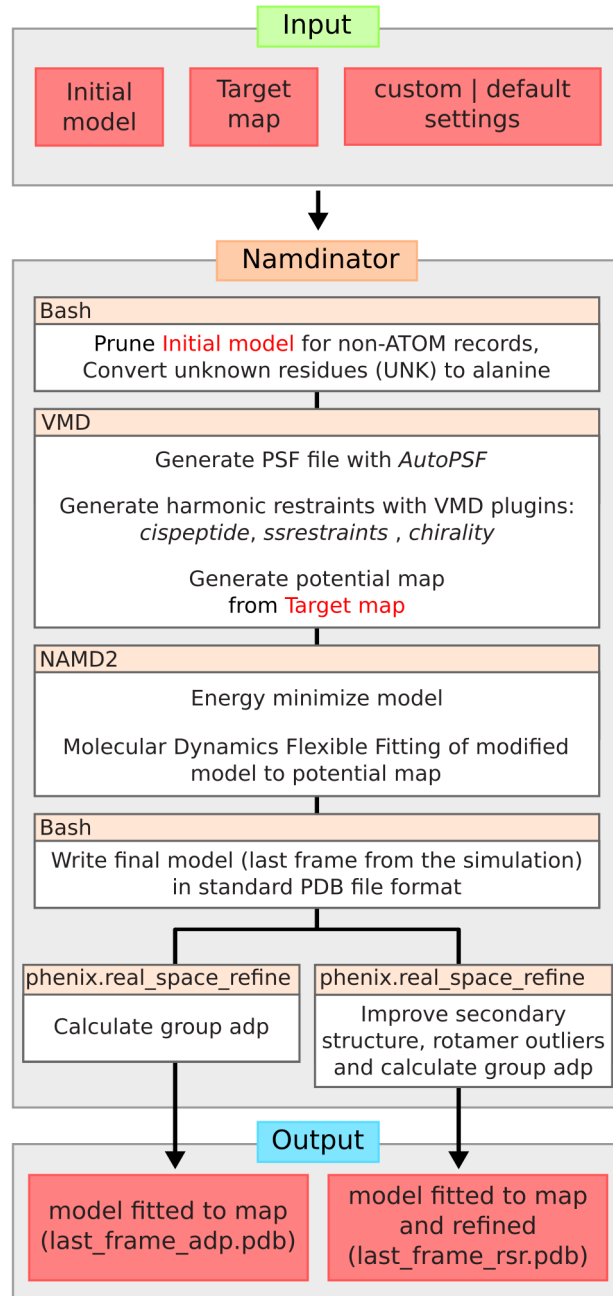 Input
Initial
model
Target
map
custom | default
settings
Namdinator
Bash
Prune Initial model for non-ATOM records,
Convert unknown residues (UNK) to alanine
VMD
Generate PSF file with AutoPSF
Generate harmonic restraints with VMD plugins:
cispeptide, ssrestraints , chirality
Generate potential map
from Target map
NAMD2
Energy minimize model
Molecular Dynamics Flexible Fitting of modified
model to potential map
Bash
Write final model (last frame from the simulation)
in standard PDB file format
phenix.real_space_refine
Calculate group adp
phenix.real_space_refine
Improve secondary
structure, rotamer outliers
and calculate group adp
Output
model fitted to map
(last_frame_adp.pdb)
model fitted to map
and refined
(last_frame_rsr.pdb)